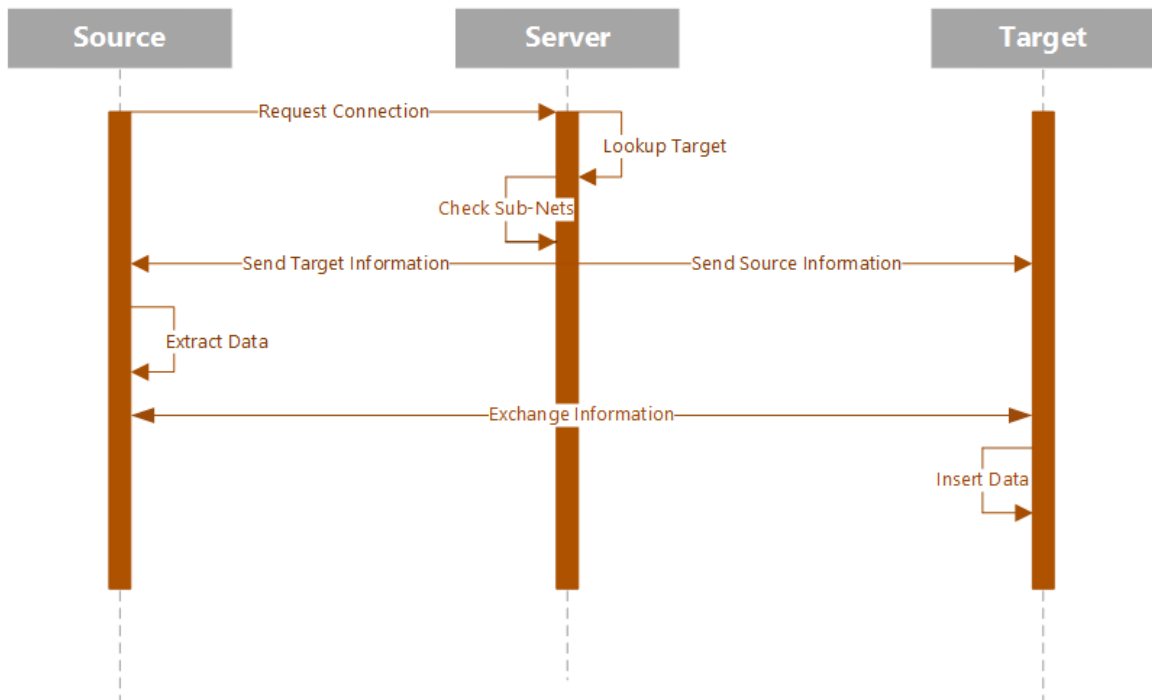 Source
Server
Target
Request Connection
Lookup Target
Check Sub-Nets
Send Target Information
Send Source Information
Extract Data
Exchange Information
Insert Data